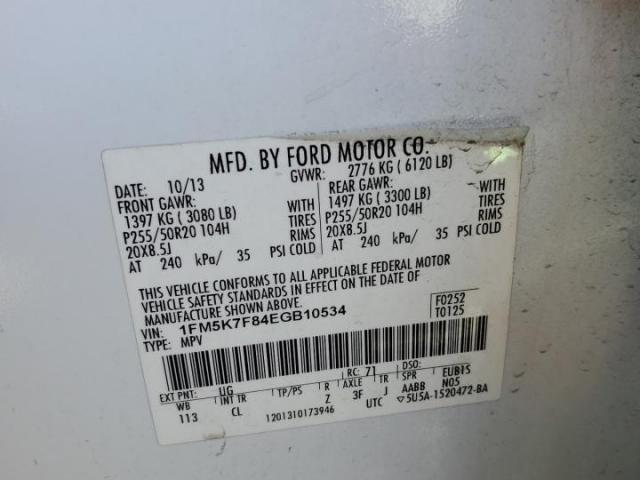 MFD. BY FORD MOTOR CO.
DATE: 10/13 GVWR: 2776 KG ( 6120 LB)
FRONT GAWR: REAR GAWR:
1397 KG ( 3080 LB) WITH 1497 KG ( 3300 LB) WITH
P255/50R20 104H TIRES P255/50R20 104H TIRES
20X8.5J RIMS 20X8.5J RIMS
AT 240 kPa/ 35 PSI COLD AT 240 kPa/ 35 PSI COLD
THIS VEHICLE CONFORMS TO ALL APPLICABLE FEDERAL MOTOR
VEHICLE SAFETY STANDARDS IN EFFECT ON THE DATE OF
MANUFACTURE SHOWN ABOVE.
VIN: 1FM5K7F84EGB10534 F0252
TYPE: MPV T0125
EXT PNT: UG RC: 71
WB INT TR TP/PS R AXLE TR SPR EUBIS
113 CL Z 3F J AABB N05
1201310173946 UTC ▽5U5A-1520472-BA